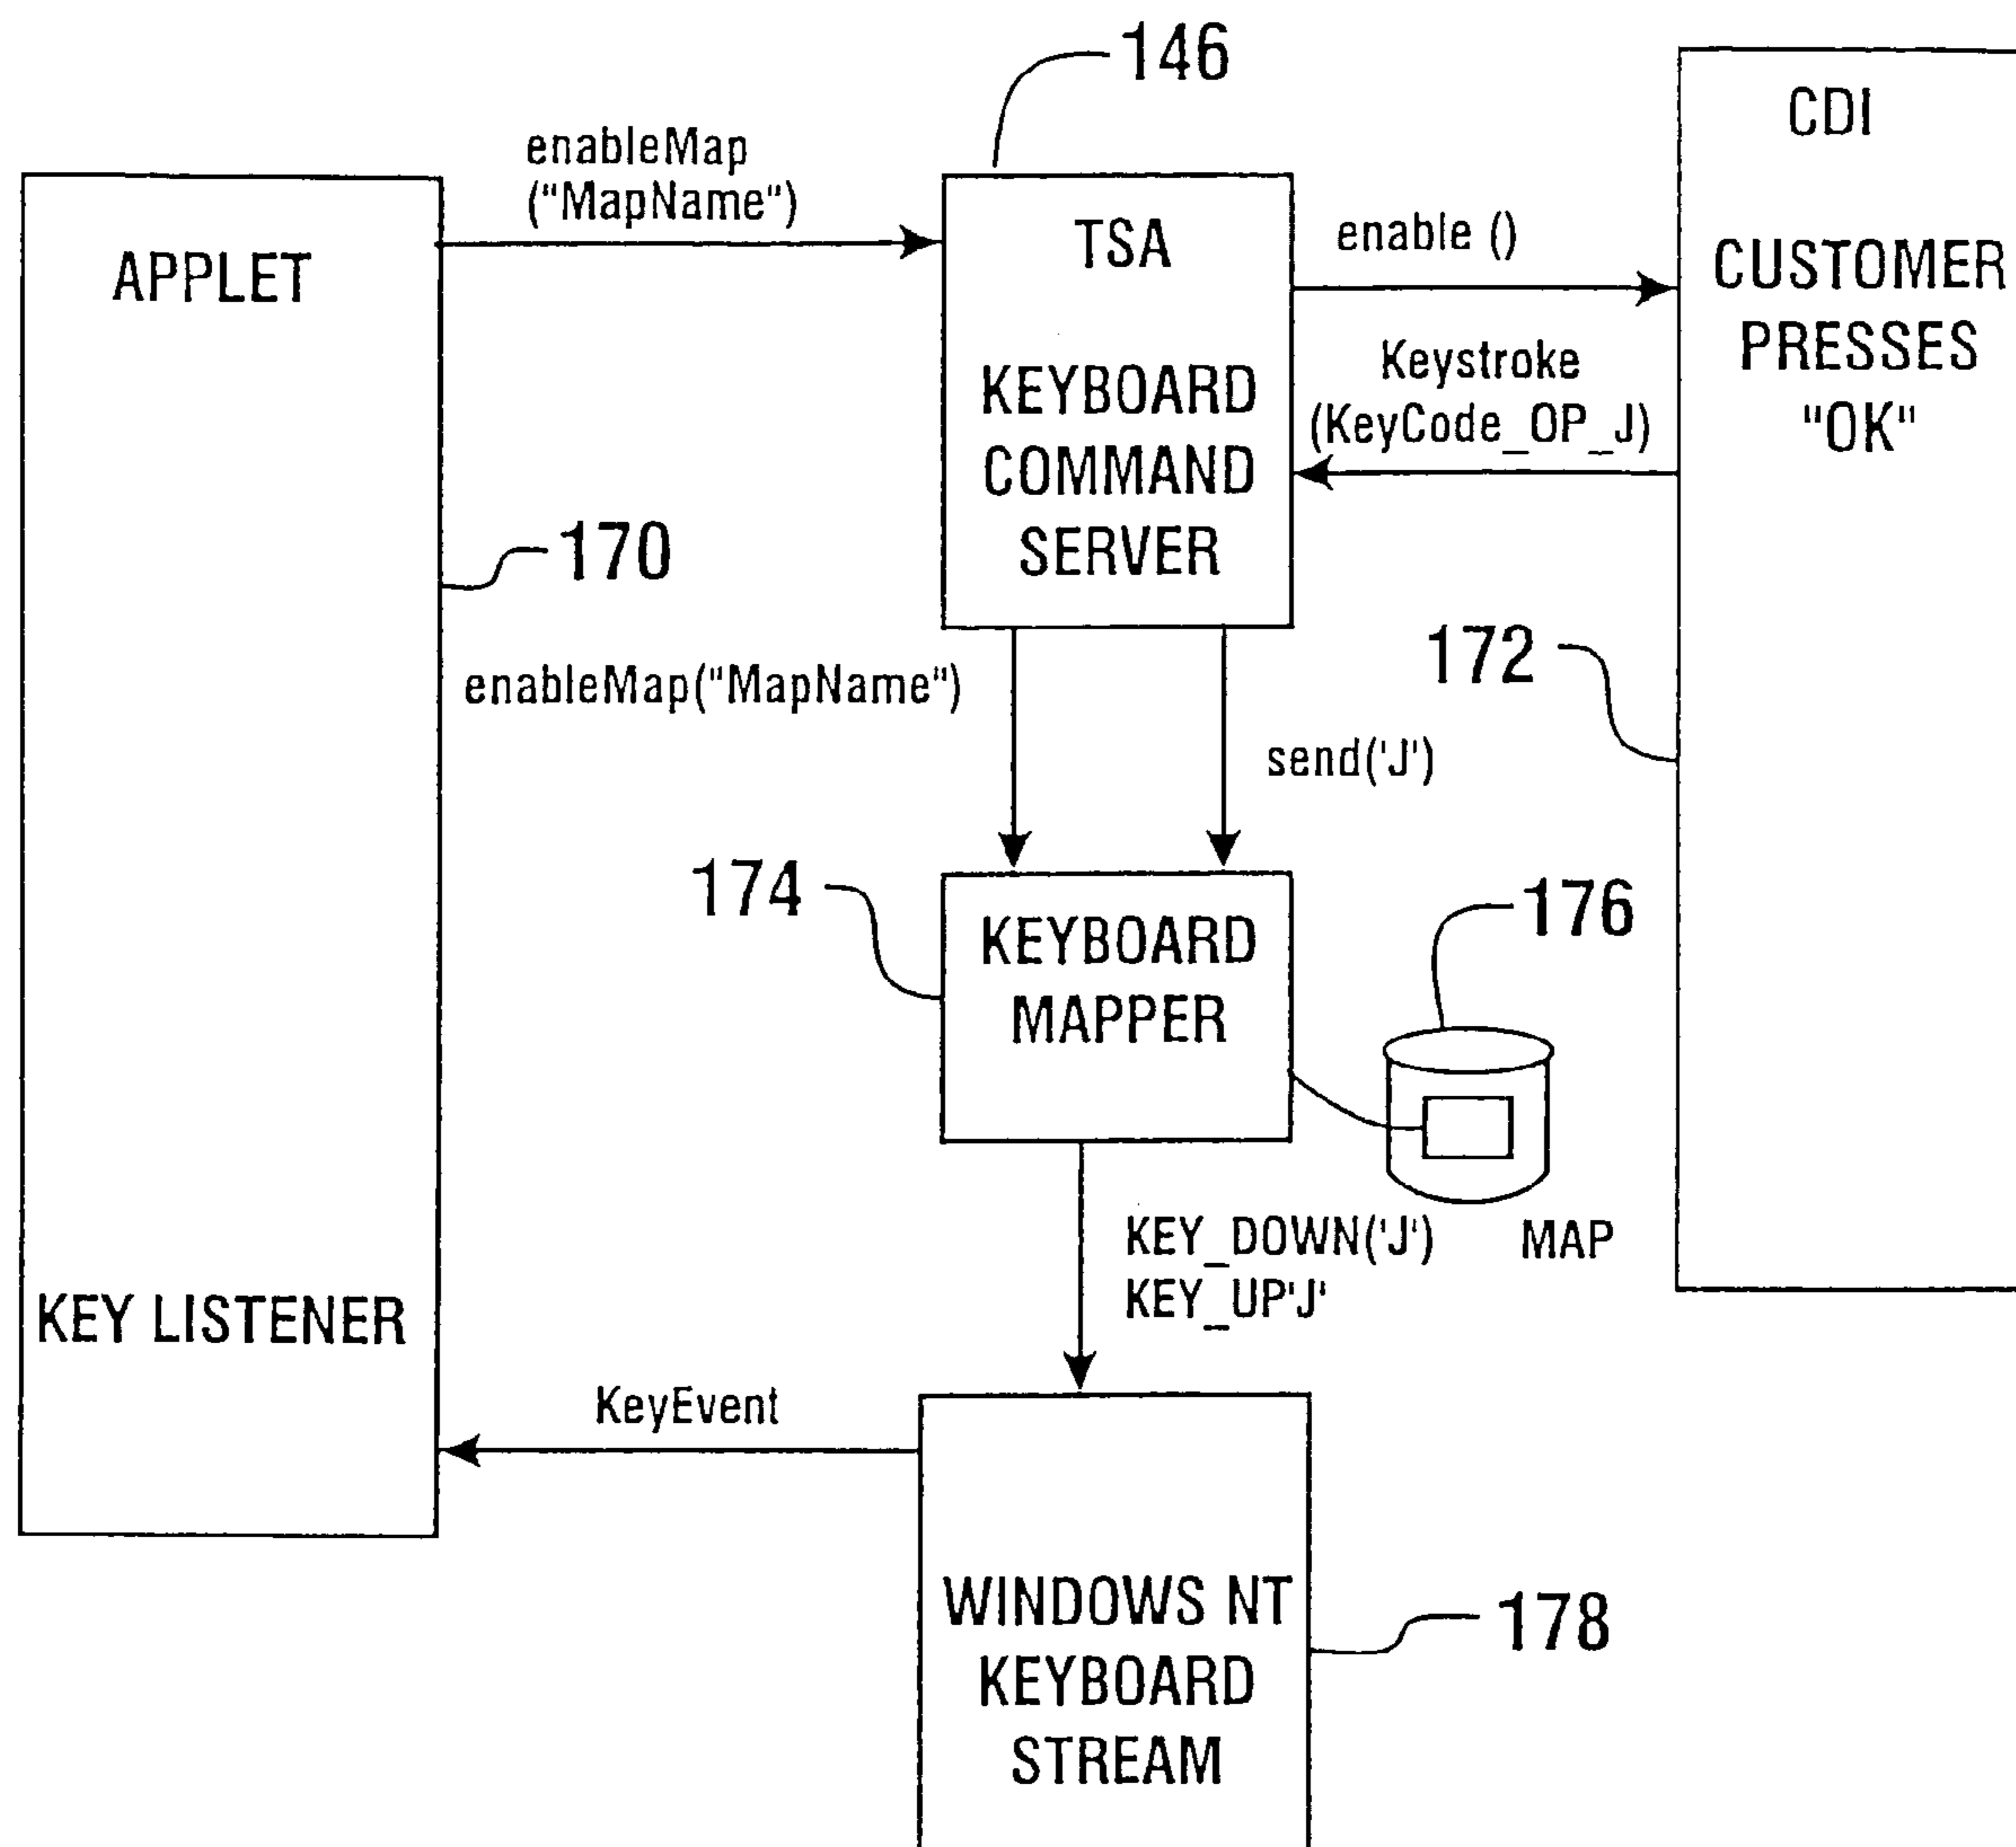 146
CDI
CUSTOMER
PRESSES
"OK"
enableMap
("MapName")
APPLET
TSA
KEYBOARD
COMMAND
SERVER
enable ()
Keystroke
(KeyCode_OP_J)
170
172
enableMap("MapName")
send('J')
174
KEYBOARD
MAPPER
176
MAP
KEY_DOWN('J')
KEY_UP'J'
KEY LISTENER
KeyEvent
WINDOWS NT
KEYBOARD
STREAM
178